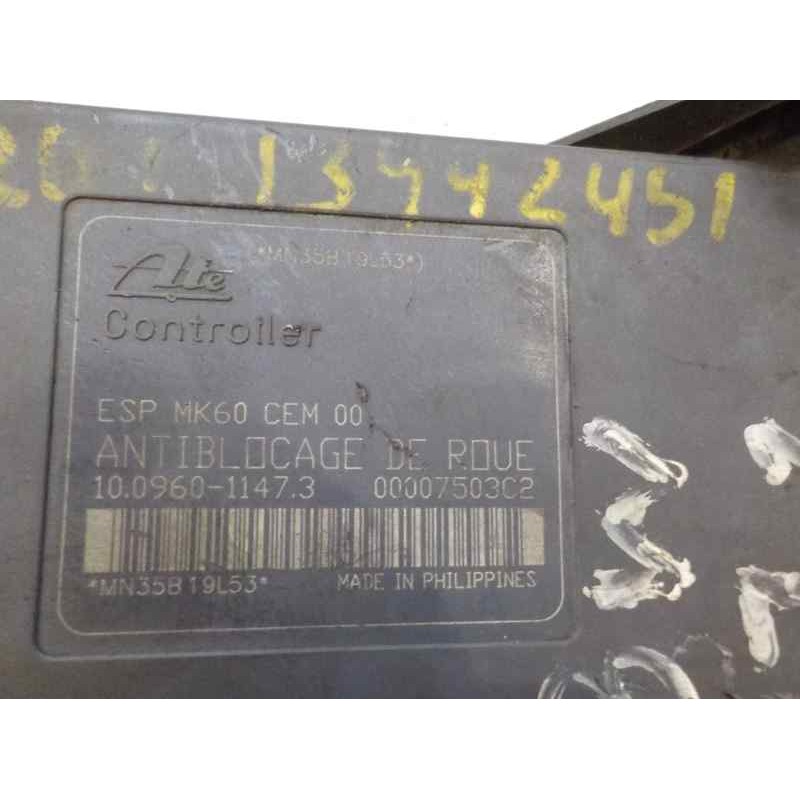 13442451
Ate (*MN35B19L53*)
Controller
ESP MK60 CEM 00
ANTIBLOCAGE DE ROUE
10.0960-1147.3 00007503C2
*MN35B19L53* MADE IN PHILIPPINES